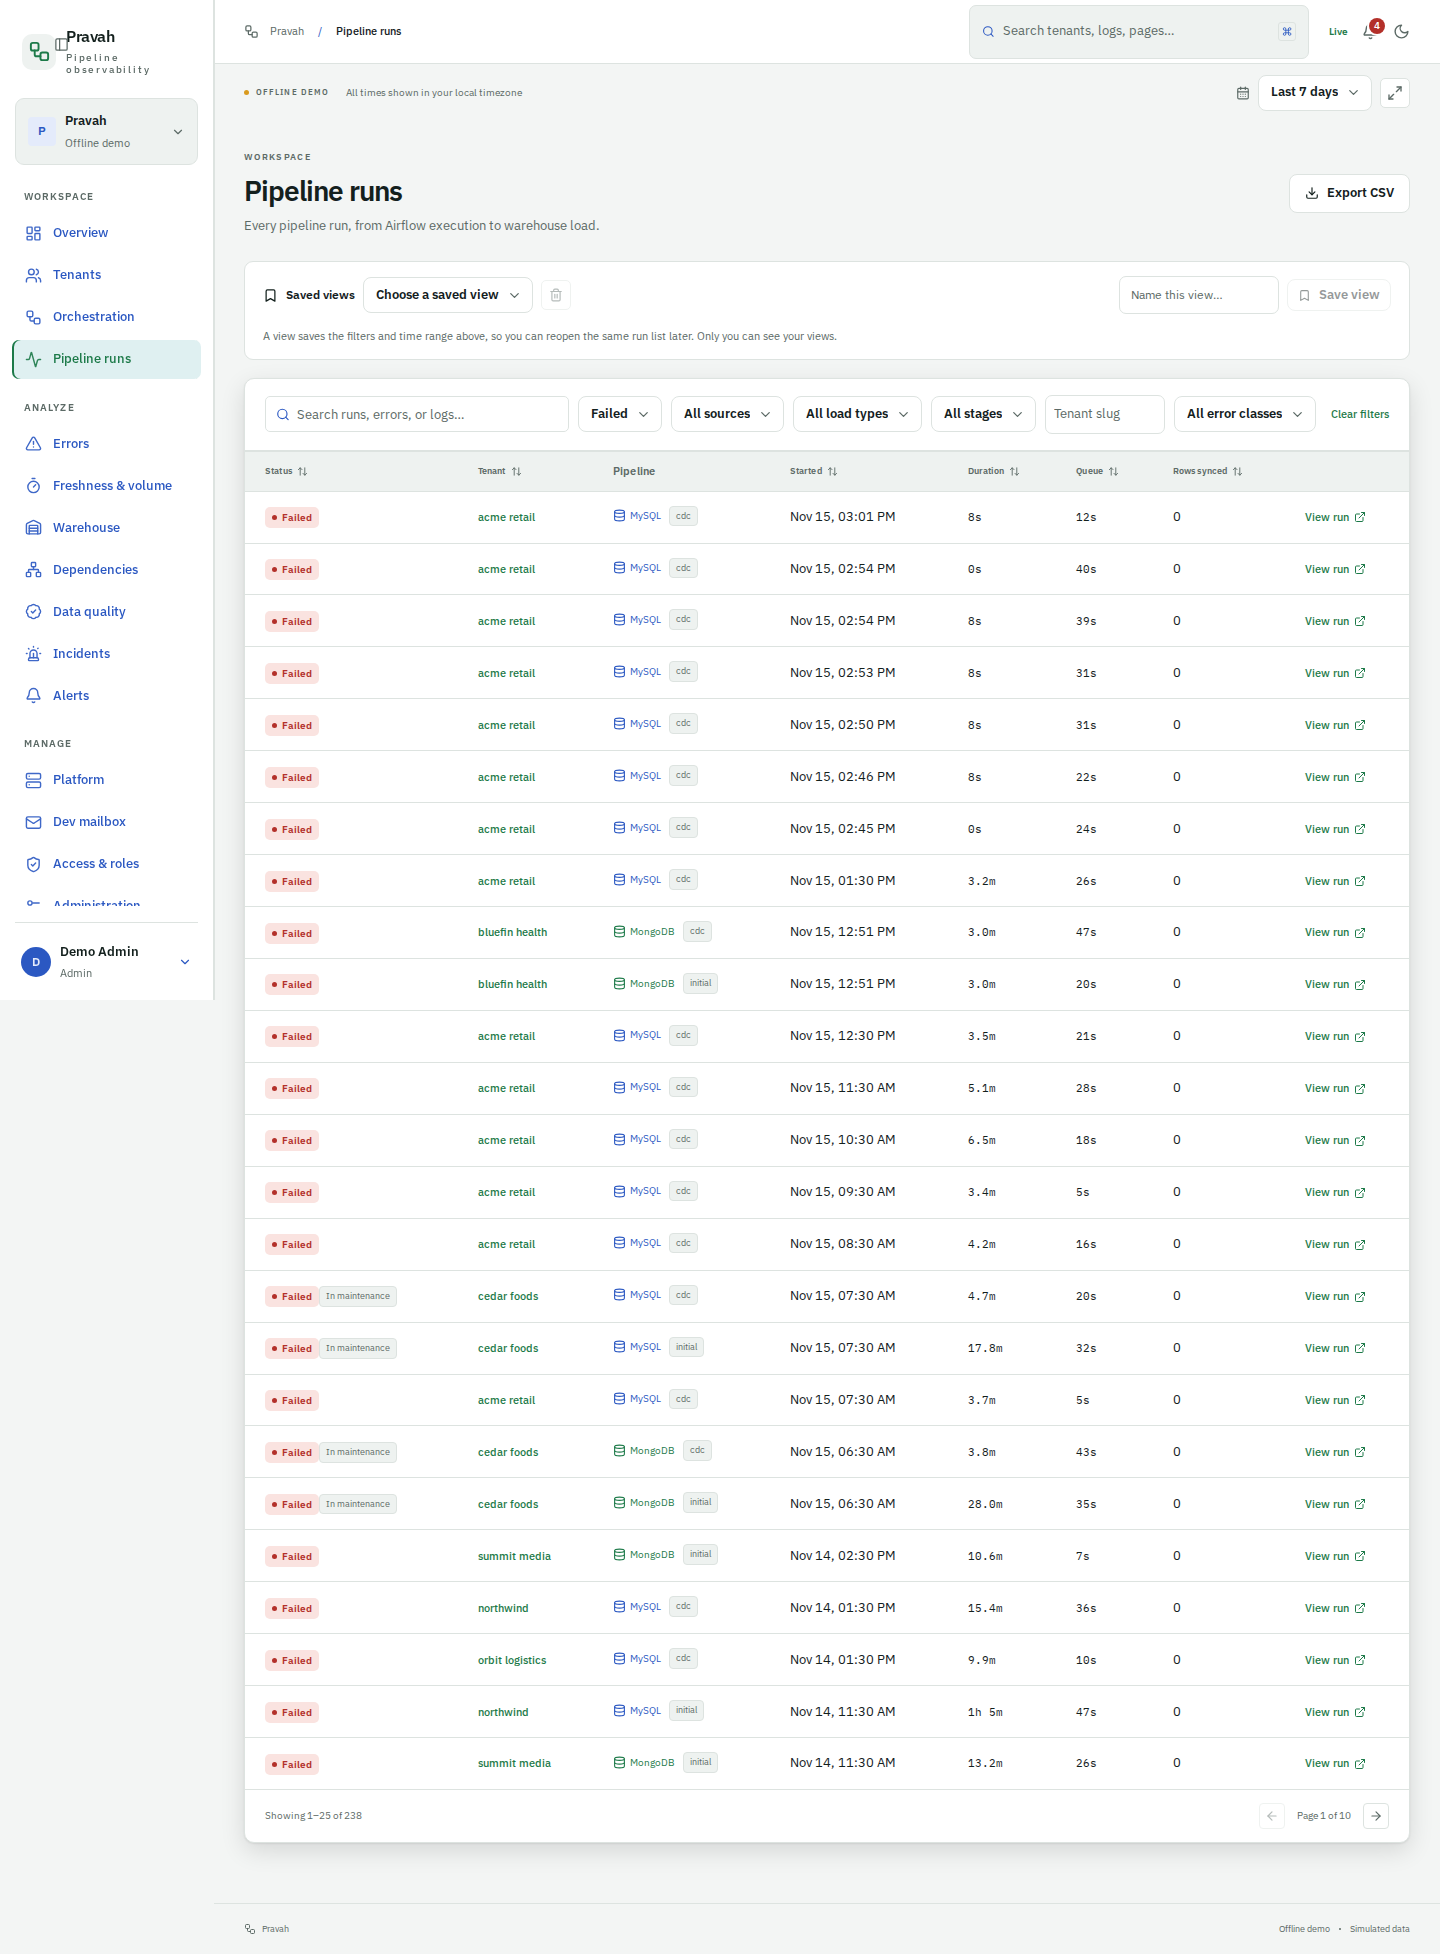 Pravah
Pipeline
observability
P
Pravah
Offline demo
WORKSPACE
Overview
Tenants
Orchestration
Pipeline runs
ANALYZE
Errors
Freshness & volume
Warehouse
Dependencies
Data quality
Incidents
Alerts
MANAGE
Platform
Dev mailbox
Access & roles
Administration
D
Demo Admin
Admin
Pravah / Pipeline runs
Search tenants, logs, pages... ⌘
Live
4
OFFLINE DEMO All times shown in your local timezone
Last 7 days
WORKSPACE
Pipeline runs
Every pipeline run, from Airflow execution to warehouse load.
Export CSV
Saved views Choose a saved view
Name this view... Save view
A view saves the filters and time range above, so you can reopen the same run list later. Only you can see your views.
Search runs, errors, or logs... Failed All sources All load types All stages Tenant slug All error classes Clear filters
Status Tenant Pipeline Started Duration Queue Rows synced
Failed acme retail MySQL cdc Nov 15, 03:01 PM 8s 12s 0 View run
Failed acme retail MySQL cdc Nov 15, 02:54 PM 0s 40s 0 View run
Failed acme retail MySQL cdc Nov 15, 02:54 PM 8s 39s 0 View run
Failed acme retail MySQL cdc Nov 15, 02:53 PM 8s 31s 0 View run
Failed acme retail MySQL cdc Nov 15, 02:50 PM 8s 31s 0 View run
Failed acme retail MySQL cdc Nov 15, 02:46 PM 8s 22s 0 View run
Failed acme retail MySQL cdc Nov 15, 02:45 PM 0s 24s 0 View run
Failed acme retail MySQL cdc Nov 15, 01:30 PM 3.2m 26s 0 View run
Failed bluefin health MongoDB cdc Nov 15, 12:51 PM 3.0m 47s 0 View run
Failed bluefin health MongoDB initial Nov 15, 12:51 PM 3.0m 20s 0 View run
Failed acme retail MySQL cdc Nov 15, 12:30 PM 3.5m 21s 0 View run
Failed acme retail MySQL cdc Nov 15, 11:30 AM 5.1m 28s 0 View run
Failed acme retail MySQL cdc Nov 15, 10:30 AM 6.5m 18s 0 View run
Failed acme retail MySQL cdc Nov 15, 09:30 AM 3.4m 5s 0 View run
Failed acme retail MySQL cdc Nov 15, 08:30 AM 4.2m 16s 0 View run
Failed In maintenance cedar foods MySQL cdc Nov 15, 07:30 AM 4.7m 20s 0 View run
Failed In maintenance cedar foods MySQL initial Nov 15, 07:30 AM 17.8m 32s 0 View run
Failed acme retail MySQL cdc Nov 15, 07:30 AM 3.7m 5s 0 View run
Failed In maintenance cedar foods MongoDB cdc Nov 15, 06:30 AM 3.8m 43s 0 View run
Failed In maintenance cedar foods MongoDB initial Nov 15, 06:30 AM 28.0m 35s 0 View run
Failed summit media MongoDB initial Nov 14, 02:30 PM 10.6m 7s 0 View run
Failed northwind MySQL cdc Nov 14, 01:30 PM 15.4m 36s 0 View run
Failed orbit logistics MySQL cdc Nov 14, 01:30 PM 9.9m 10s 0 View run
Failed northwind MySQL initial Nov 14, 11:30 AM 1h 5m 47s 0 View run
Failed summit media MongoDB initial Nov 14, 11:30 AM 13.2m 26s 0 View run
Showing 1–25 of 238
Page 1 of 10
Pravah
Offline demo • Simulated data